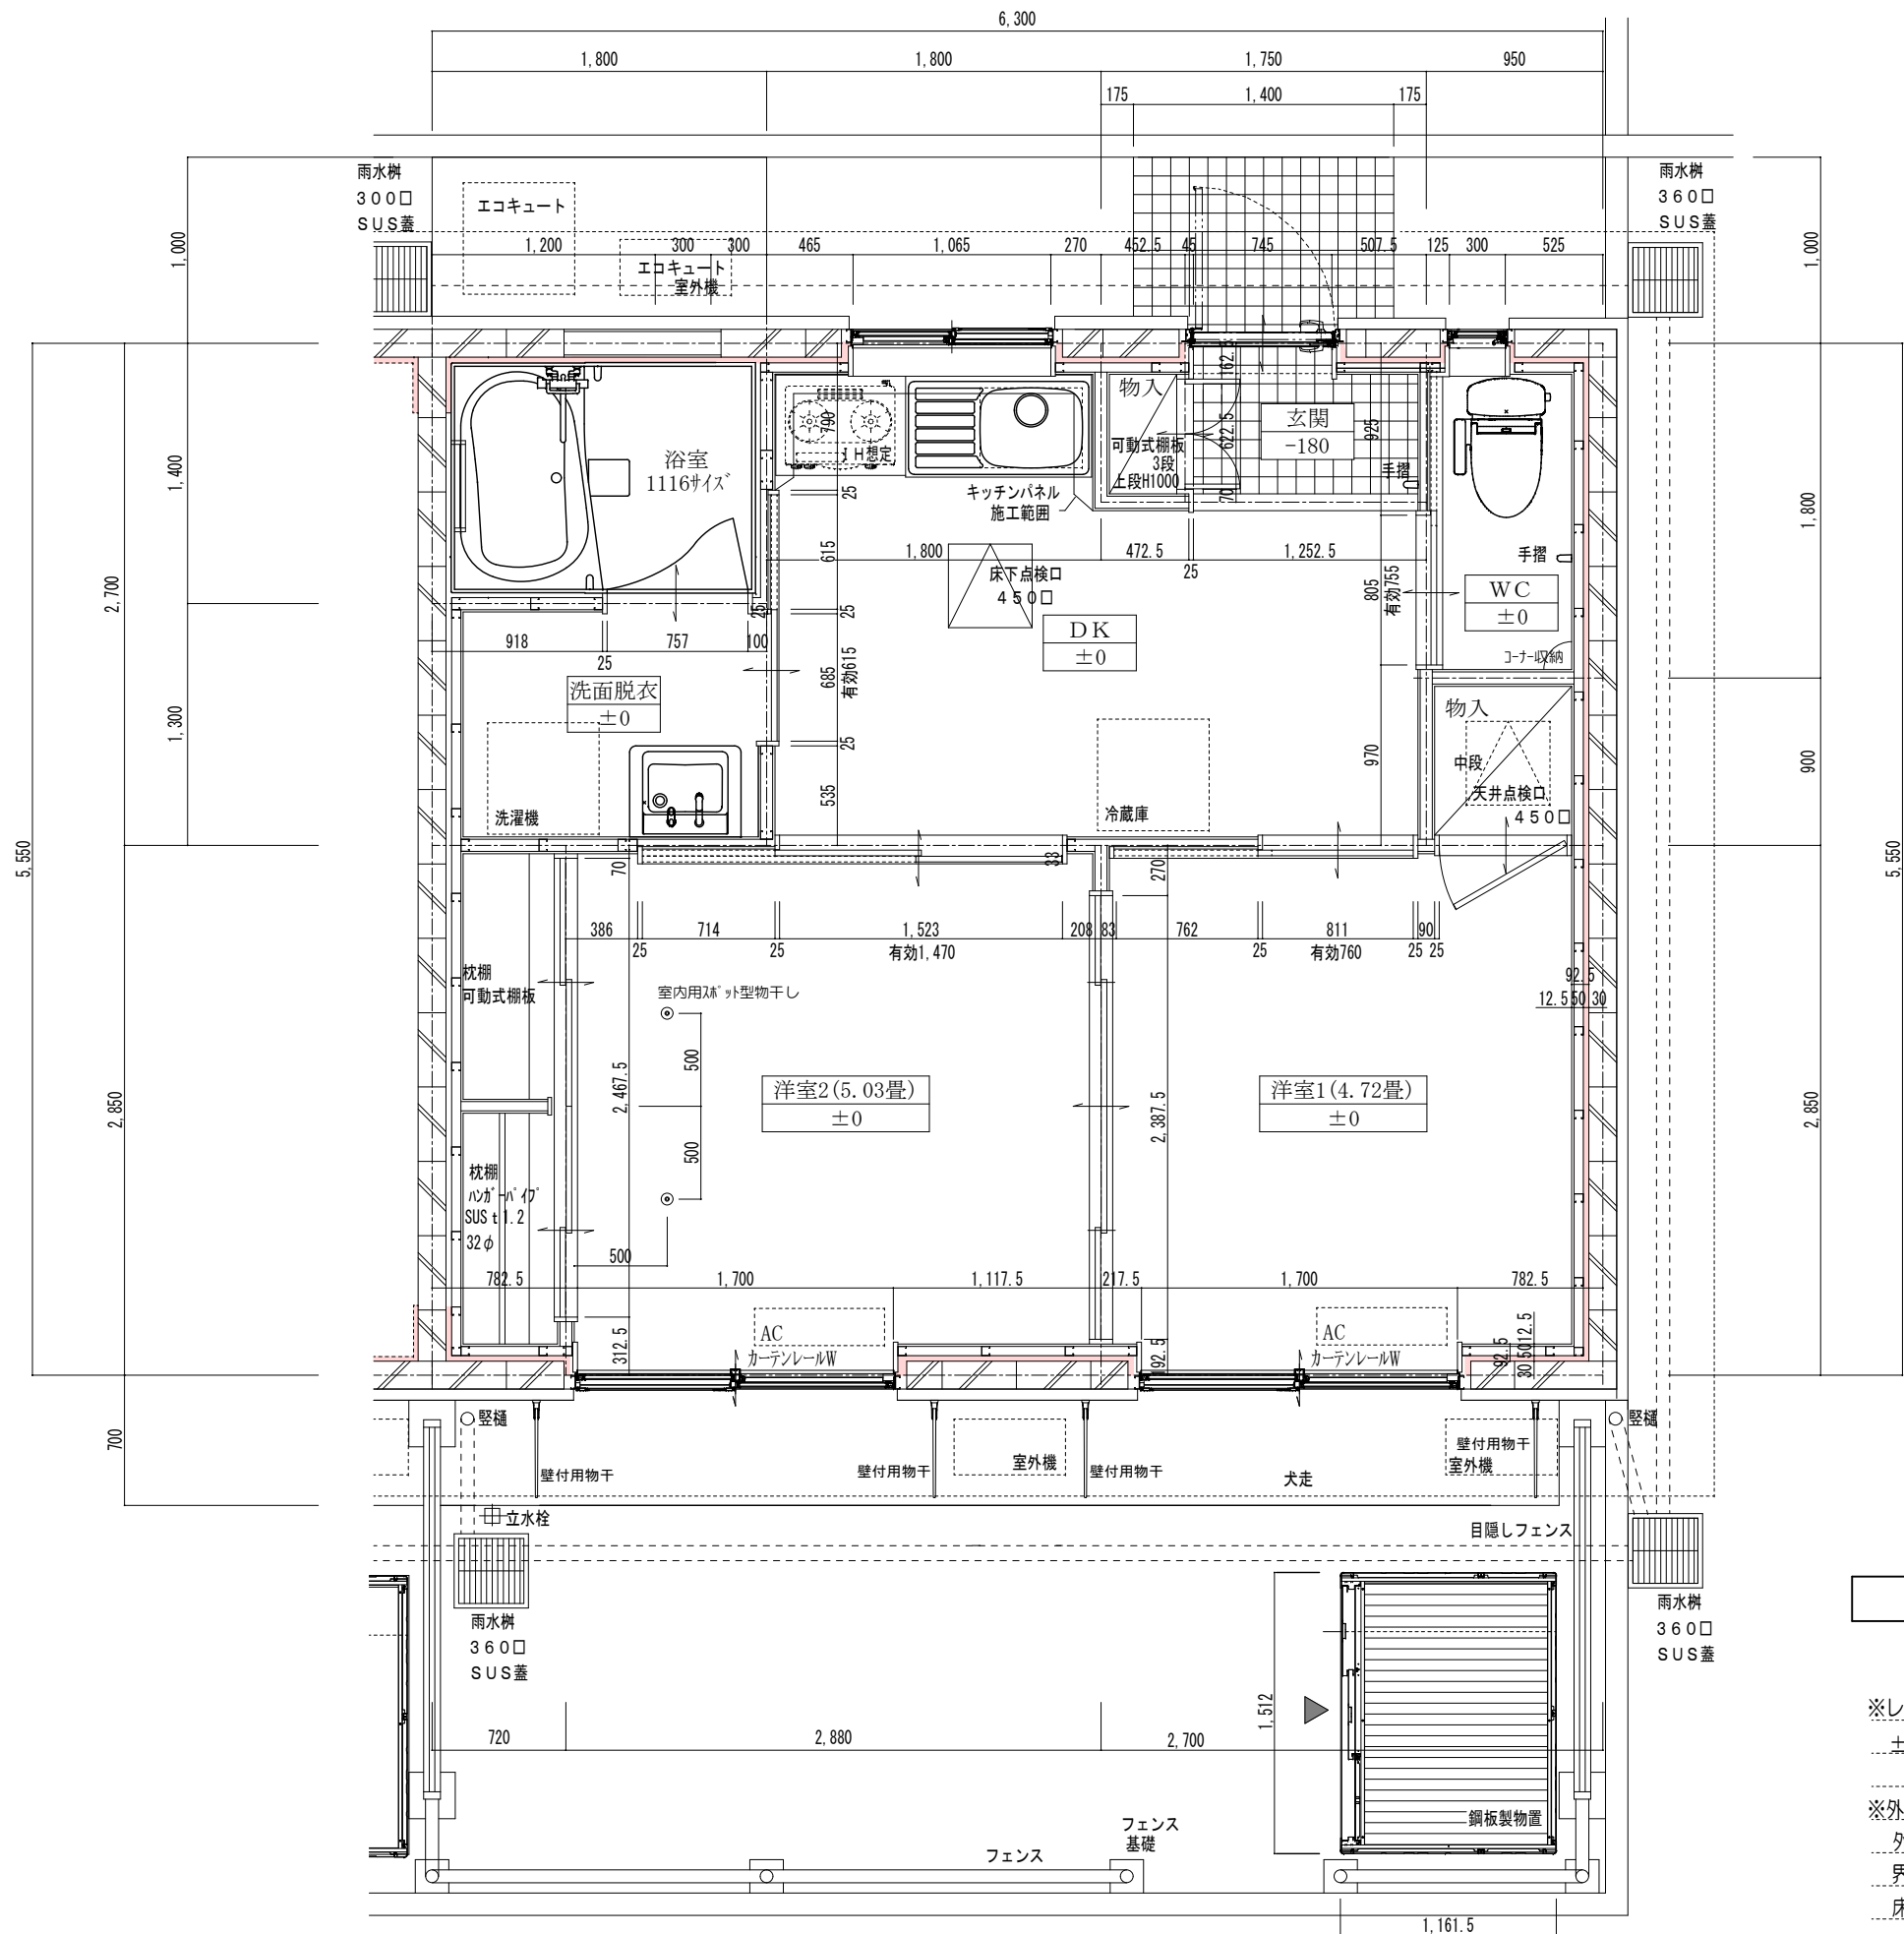 6,300
1,800
1,800
1,750
950
175
1,400
175
雨水桝
300□
SUS蓋
雨水桝
360□
SUS蓋
エコキュート
エコキュート
室外機
1,200
300
300
465
1,065
270
452.5
45
745
507.5
125
300
525
1,000
1,400
1,300
2,700
2,850
5,550
700
1,000
1,800
900
2,850
5,550
浴室
1116ｻｲｽﾞ
790
IH想定
キッチンパネル
施工範囲
物入
可動式棚板
3段
上段H1000
162.5
622.5
70
玄関
-180
925
手摺
手摺
WC
±0
コーナー収納
25
615
25
685
有効615
25
535
1,800
472.5
25
1,252.5
805
有効755
970
床下点検口
450□
DK
±0
918
25
757
100
25
洗面脱衣
±0
洗濯機
冷蔵庫
物入
中段
天井点検口
450□
70
33
270
386
25
714
25
1,523
有効1,470
208
83
762
25
811
有効760
90
25
25
92.5
12.5
50
30
枕棚
可動式棚板
室内用ｽﾎﾟｯﾄ型物干し
500
500
500
2,467.5
2,387.5
洋室2(5.03畳)
±0
洋室1(4.72畳)
±0
枕棚
ﾊﾝｶﾞｰﾊﾟｲﾌﾟ
SUS t1.2
32φ
782.5
1,700
1,117.5
217.5
1,700
782.5
312.5
92.5
AC
カーテンレールW
AC
カーテンレールW
92.5
30
50
12.5
竪樋
竪樋
壁付用物干
壁付用物干
室外機
壁付用物干
犬走
壁付用物干
室外機
立水栓
目隠しフェンス
雨水桝
360□
SUS蓋
雨水桝
360□
SUS蓋
720
2,880
2,700
1,512
鋼板製物置
フェンス
フェンス
基礎
1,161.5
※レ
±
※外
床